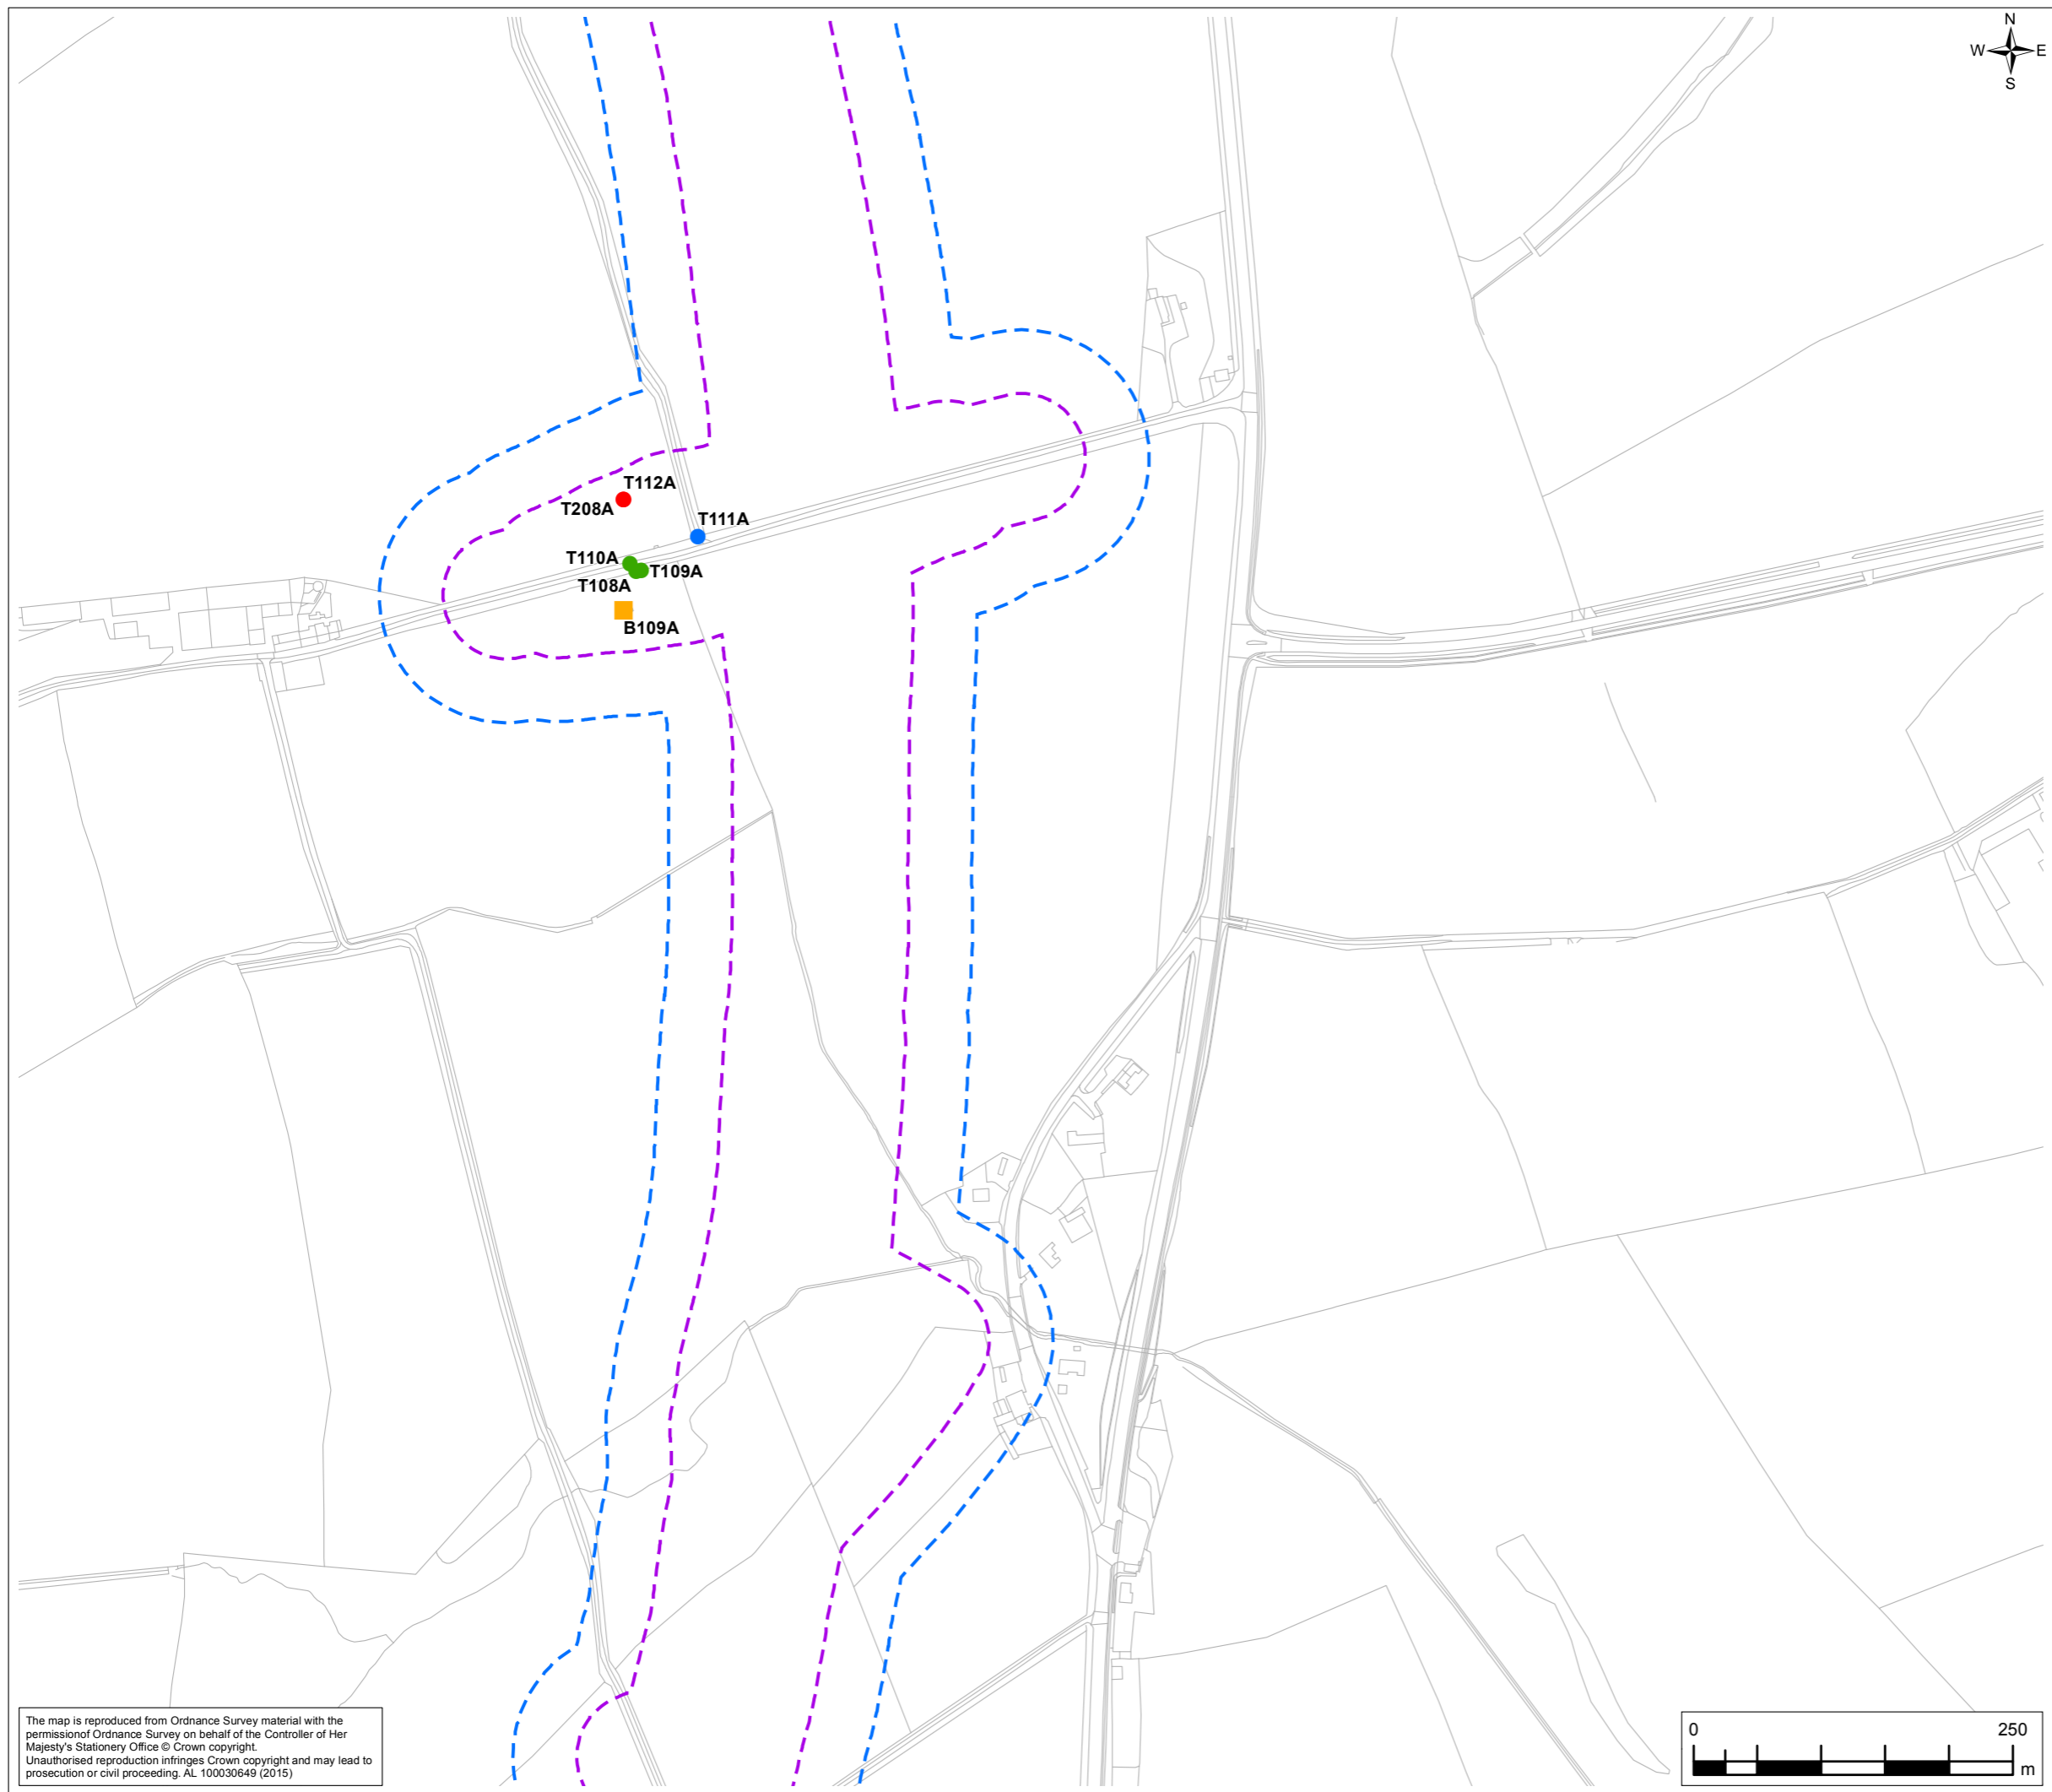 N
W E
S
T112A
T208A
T111A
T110A
T109A
T108A
B109A
The map is reproduced from Ordnance Survey material with the
permissionof Ordnance Survey on behalf of the Controller of Her
Majesty's Stationery Office © Crown copyright.
Unauthorised reproduction infringes Crown copyright and may lead to
prosecution or civil proceeding. AL 100030649 (2015)
0 250
m